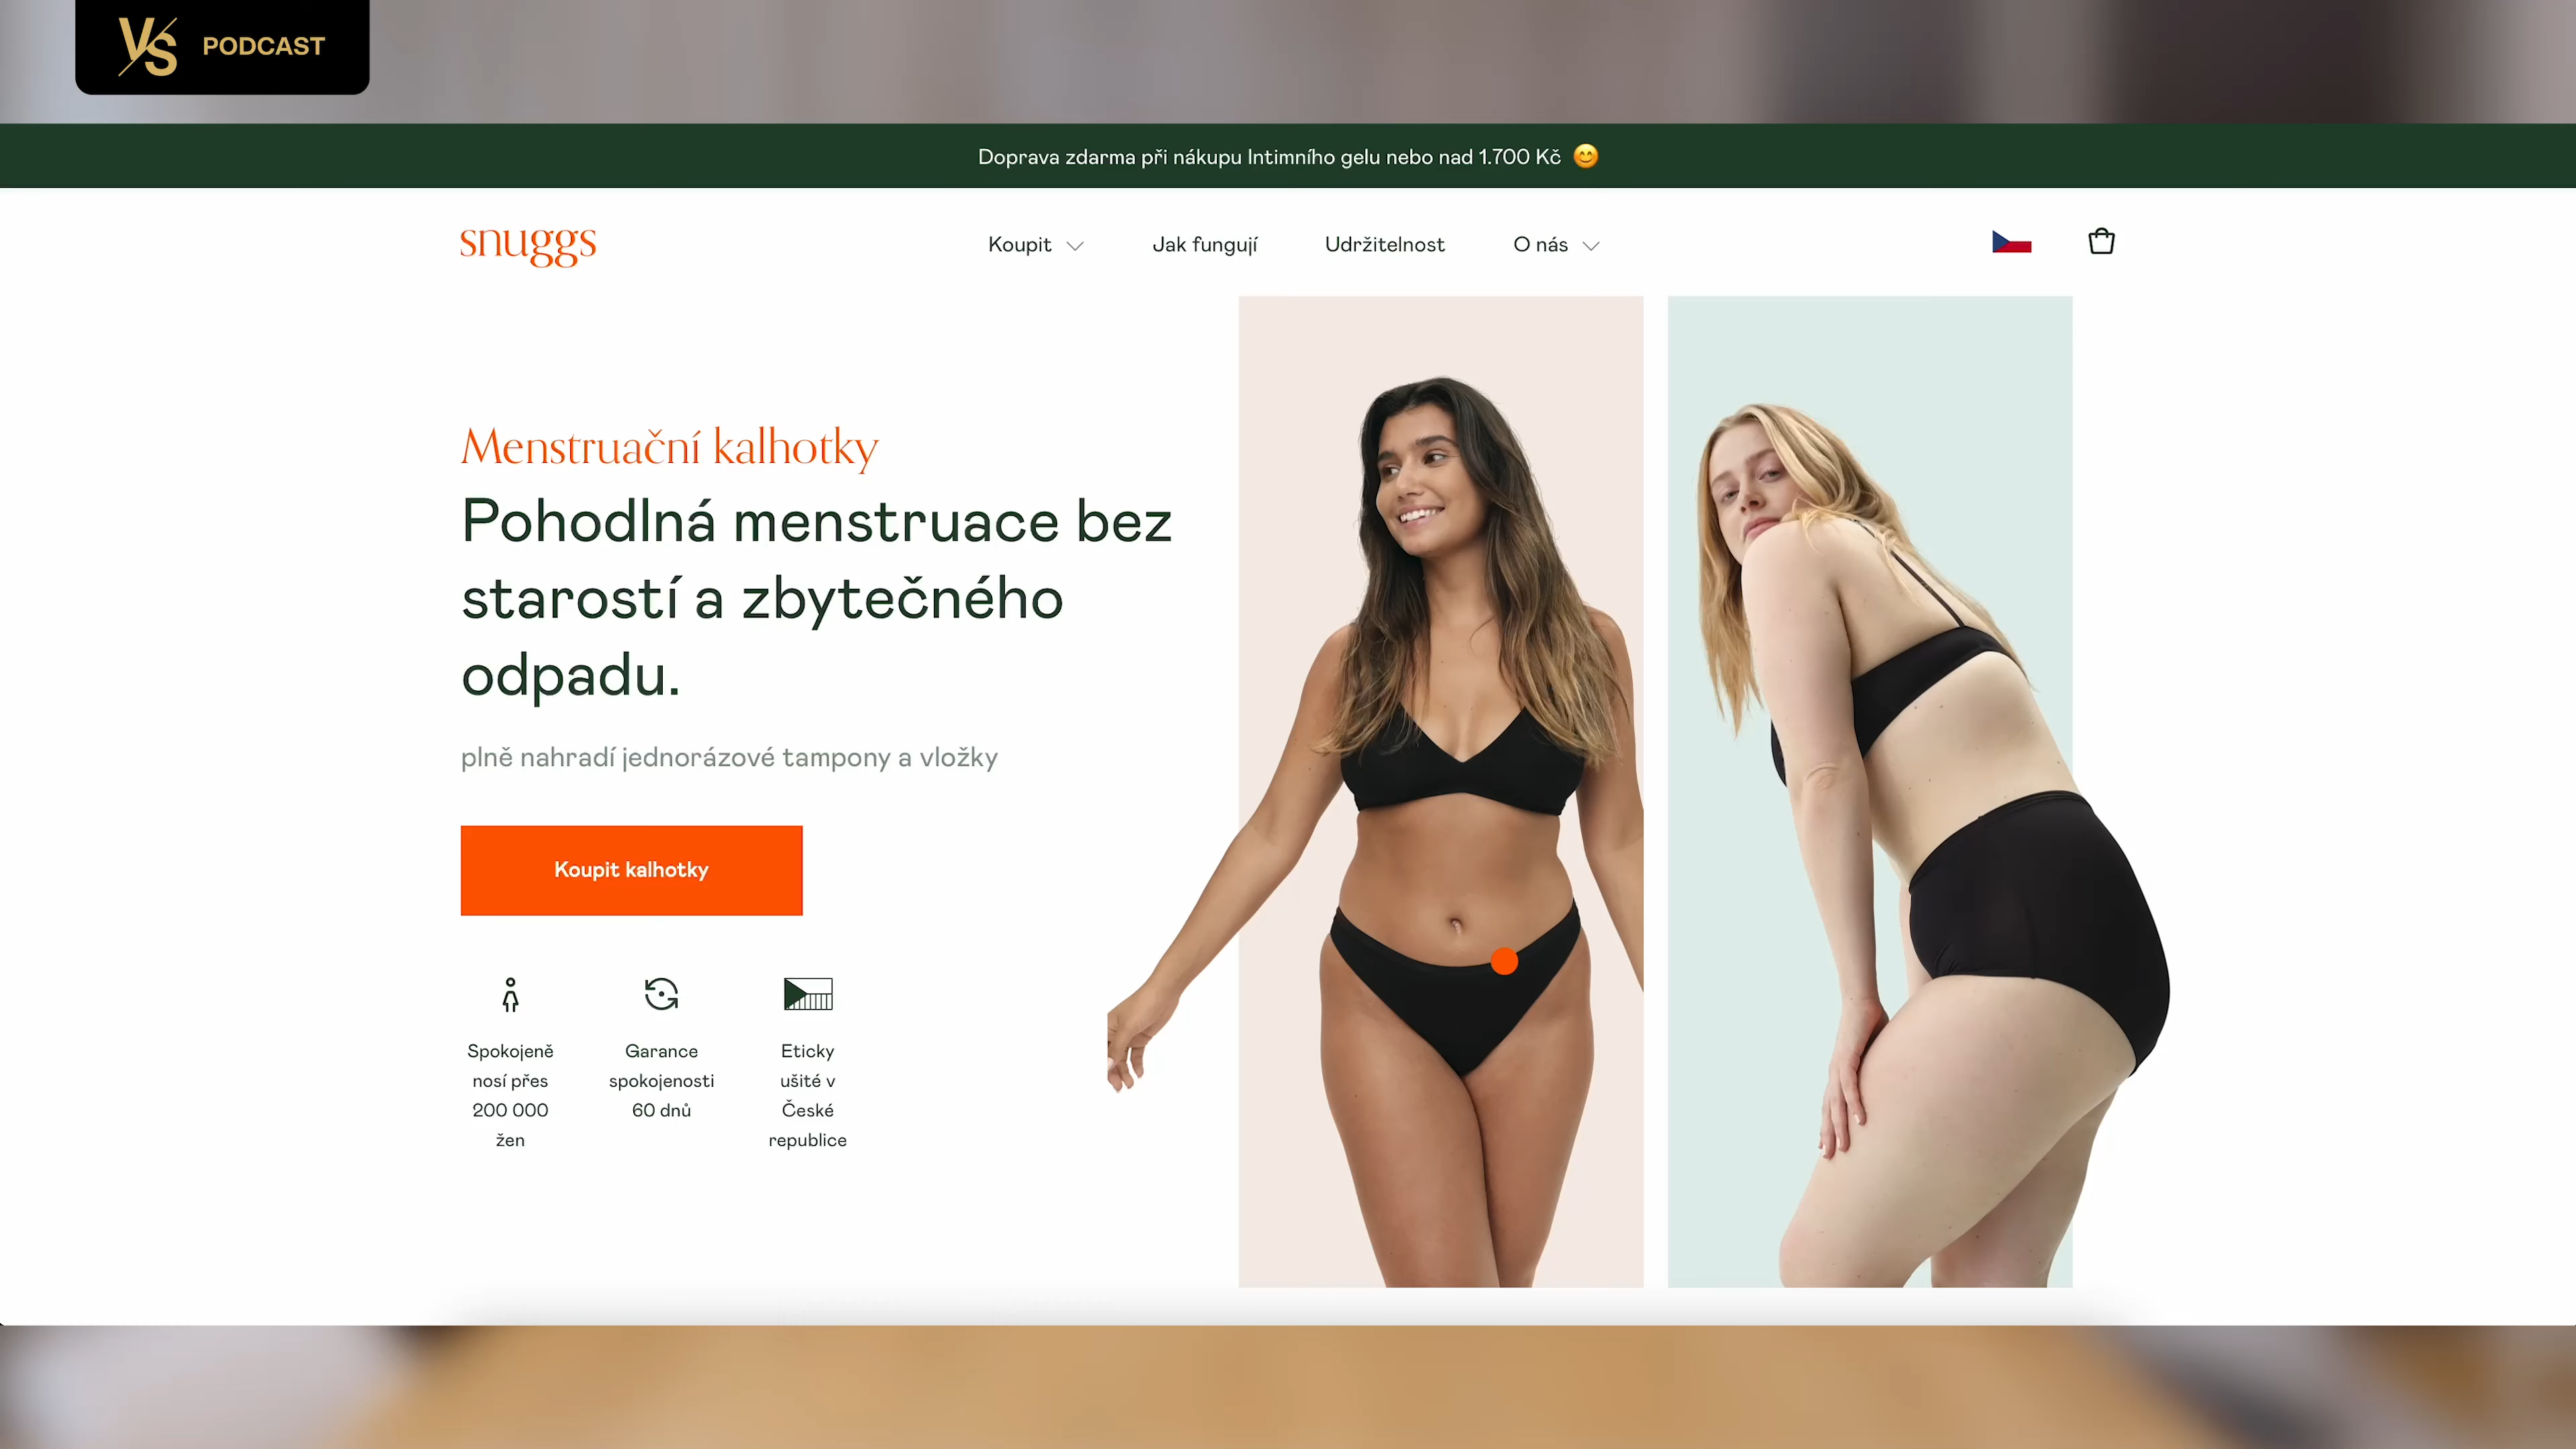 VS PODCAST
Doprava zdarma při nákupu Intimního gelu nebo nad 1.700 Kč 😊
snuggs
Koupit
Jak fungují
Udržitelnost
O nás
Menstruační kalhotky
Pohodlná menstruace bez
starostí a zbytečného
odpadu.
plně nahradí jednorázové tampony a vložky
Koupit kalhotky
Spokojeně
nosí přes
200 000
žen
Garance
spokojenosti
60 dnů
Eticky
ušité v
České
republice